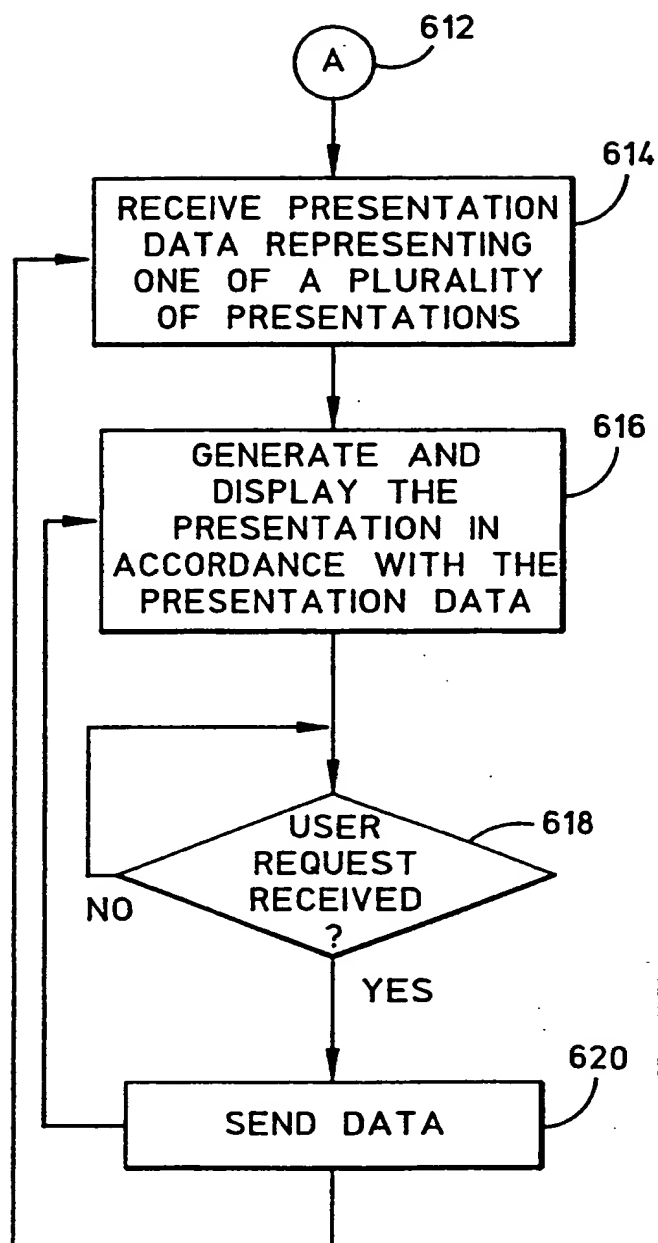 A
612
614
RECEIVE PRESENTATION
DATA REPRESENTING
ONE OF A PLURALITY
OF PRESENTATIONS
616
GENERATE AND
DISPLAY THE
PRESENTATION IN
ACCORDANCE WITH THE
PRESENTATION DATA
618
USER
REQUEST
RECEIVED
?
NO
YES
620
SEND DATA